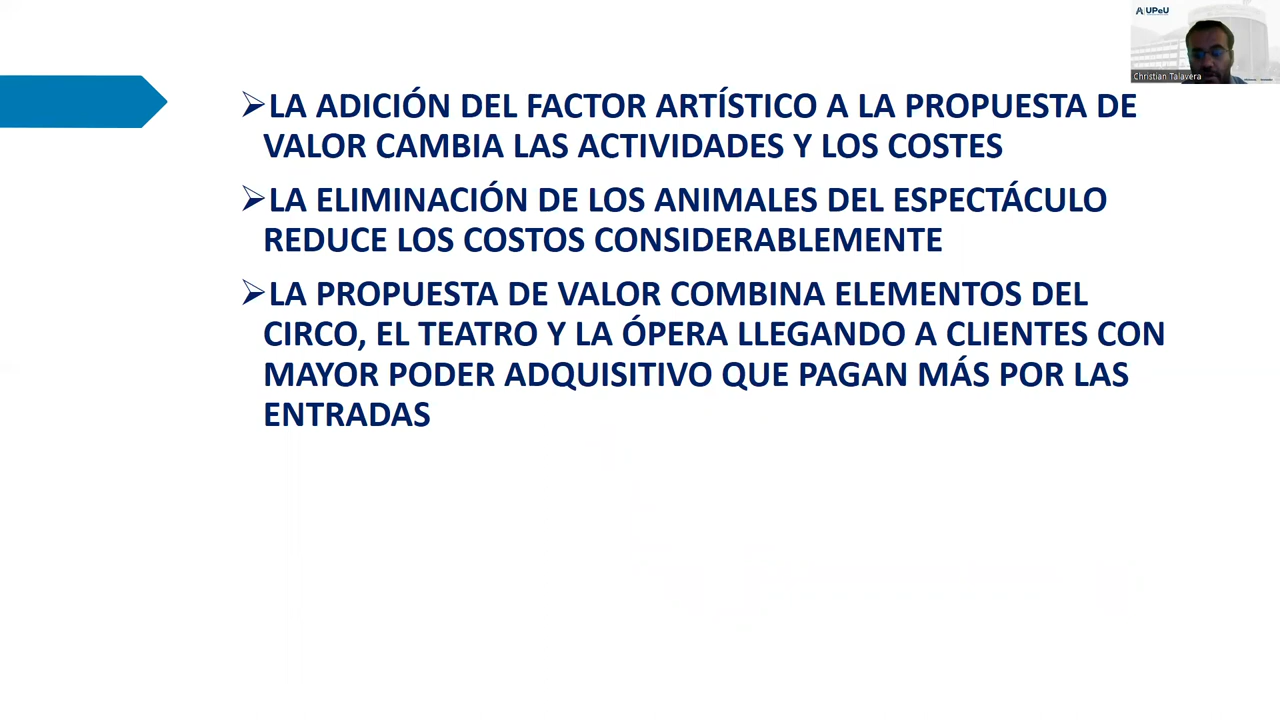 UPeU
Christian Talavera
➢LA ADICIÓN DEL FACTOR ARTÍSTICO A LA PROPUESTA DE
VALOR CAMBIA LAS ACTIVIDADES Y LOS COSTES
➢LA ELIMINACIÓN DE LOS ANIMALES DEL ESPECTÁCULO
REDUCE LOS COSTOS CONSIDERABLEMENTE
➢LA PROPUESTA DE VALOR COMBINA ELEMENTOS DEL
CIRCO, EL TEATRO Y LA ÓPERA LLEGANDO A CLIENTES CON
MAYOR PODER ADQUISITIVO QUE PAGAN MÁS POR LAS
ENTRADAS